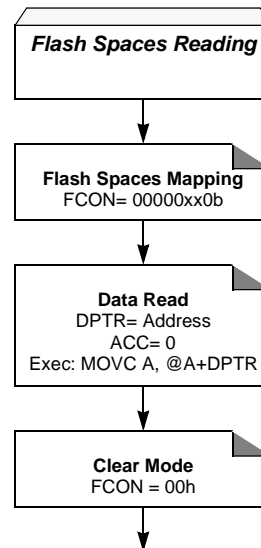 Flash Spaces Reading
Flash Spaces Mapping
FCON= 00000xx0b
Data Read
DPTR= Address
ACC= 0
Exec: MOVC A, @A+DPTR
Clear Mode
FCON = 00h